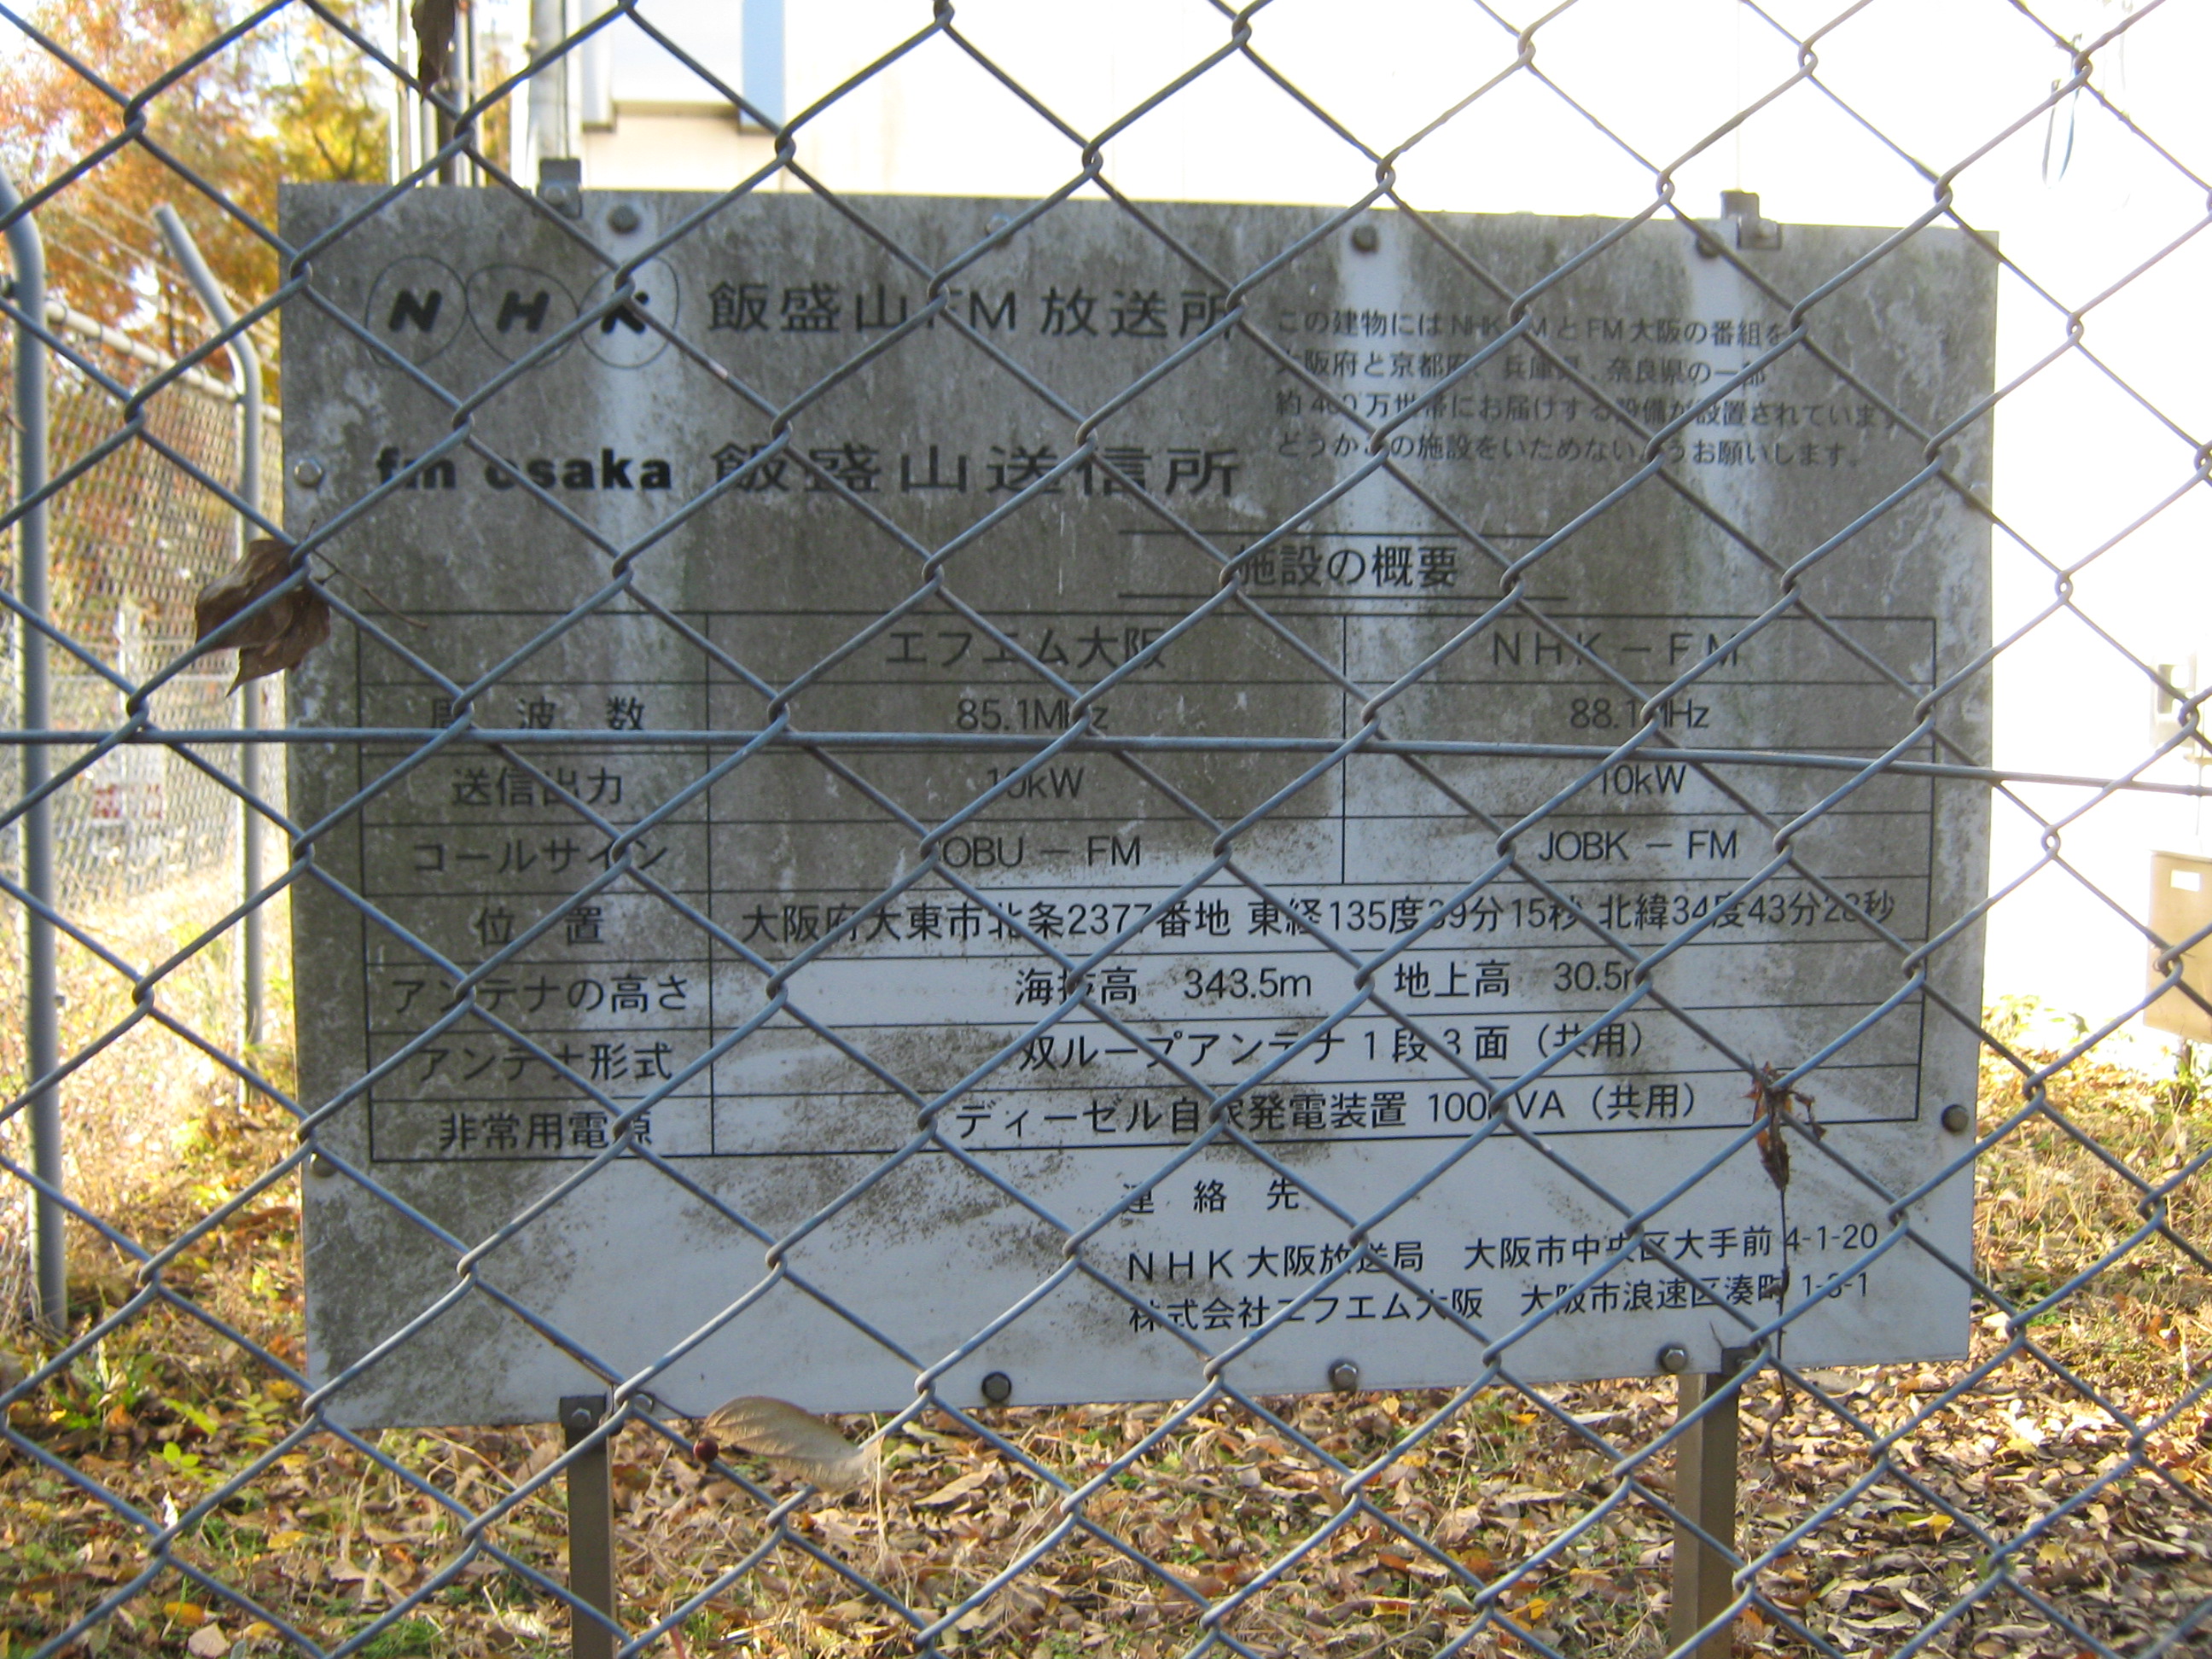 NHK 飯盛山FM放送所
fm osaka 飯盛山送信所
この建物にはNHK-FMとFM大阪の番組を
大阪府と京都府、兵庫県、奈良県の一部
約400万世帯にお届けする設備が設置されています。
どうかこの施設をいためないようお願いします。
施設の概要
エフエム大阪 NHK-FM
周波数 85.1MHz 88.1MHz
送信出力 10kW 10kW
コールサイン JOBU-FM JOBK-FM
位置 大阪府大東市北条2377番地 東経135度39分15秒 北緯34度43分28秒
アンテナの高さ 海抜高 343.5m 地上高 30.5m
アンテナ形式 双ループアンテナ1段3面(共用)
非常用電源 ディーゼル自家発電装置 100kVA(共用)
連絡先
NHK大阪放送局 大阪市中央区大手前4-1-20
株式会社エフエム大阪 大阪市浪速区湊町1-3-1